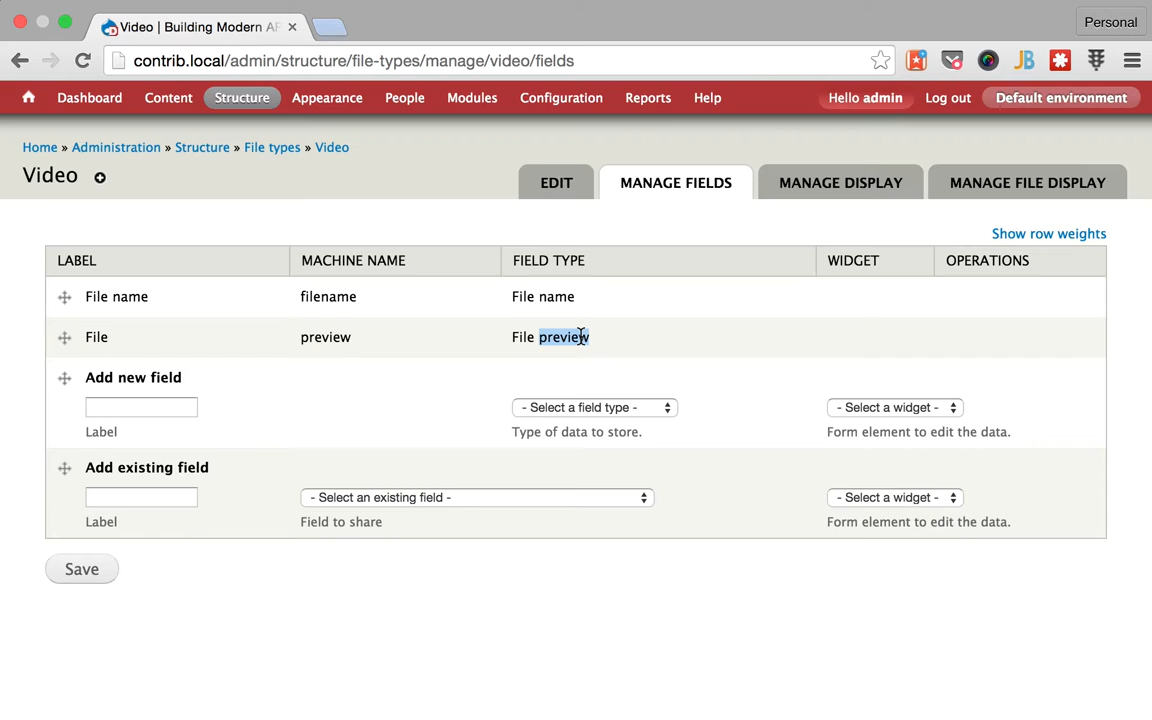 Video | Building Modern AP
Personal
contrib.local/admin/structure/file-types/manage/video/fields
JB
Dashboard Content Structure Appearance People Modules Configuration Reports Help Hello admin Log out Default environment
Home » Administration » Structure » File types » Video
Video
EDIT MANAGE FIELDS MANAGE DISPLAY MANAGE FILE DISPLAY
Show row weights
LABEL MACHINE NAME FIELD TYPE WIDGET OPERATIONS
File name filename File name
File preview File preview
Add new field
- Select a field type - - Select a widget -
Label Type of data to store. Form element to edit the data.
Add existing field
- Select an existing field - - Select a widget -
Label Field to share Form element to edit the data.
Save